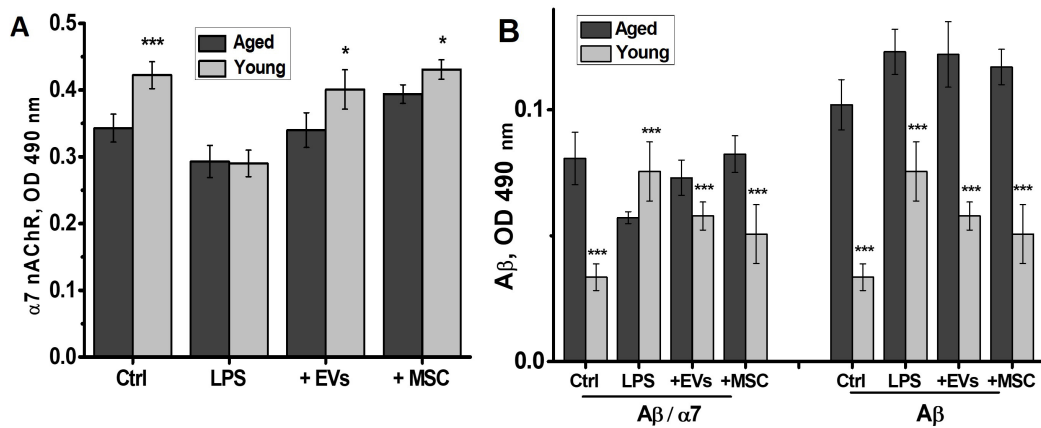 A
α7 nAChR, OD 490 nm
0.5
0.4
0.3
0.2
0.1
0.0
Aged
Young
***
*
*
Ctrl
LPS
+ EVs
+ MSC
B
Aβ, OD 490 nm
0.1
0.0
Aged
Young
***
***
***
***
***
***
***
***
Ctrl LPS +EVs +MSC
Ctrl LPS +EVs +MSC
Aβ / α7
Aβ